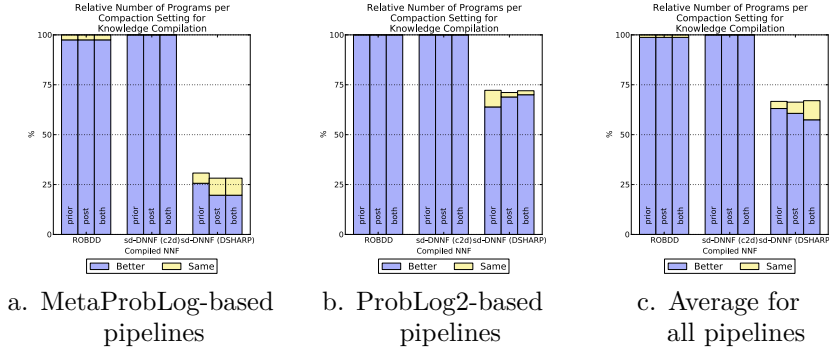 Relative Number of Programs per
Compaction Setting for
Knowledge Compilation
100
75
50
25
0
%
prior
post
both
prior
post
both
prior
post
both
ROBDD
sd-DNNF (c2d)
sd-DNNF (DSHARP)
Compiled NNF
Better
Same
a. MetaProbLog-based
pipelines
Relative Number of Programs per
Compaction Setting for
Knowledge Compilation
100
75
50
25
0
%
prior
post
both
prior
post
both
prior
post
both
ROBDD
sd-DNNF (c2d)
sd-DNNF (DSHARP)
Compiled NNF
Better
Same
b. ProbLog2-based
pipelines
Relative Number of Programs per
Compaction Setting for
Knowledge Compilation
100
75
50
25
0
%
prior
post
both
prior
post
both
prior
post
both
ROBDD
sd-DNNF (c2d)
sd-DNNF (DSHARP)
Compiled NNF
Better
Same
c. Average for
all pipelines